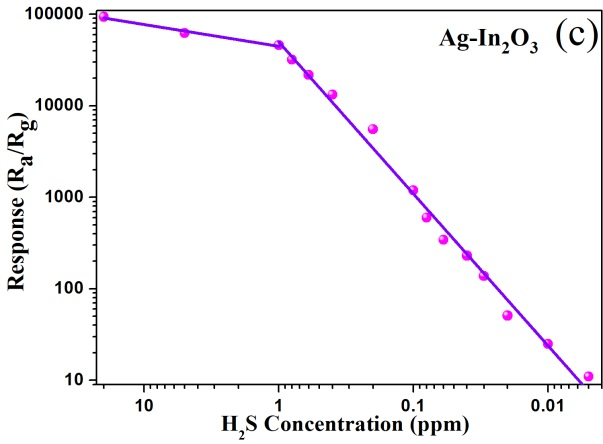 100000
10000
1000
100
10
Response (Ra/Rg)
Ag-In2O3 (c)
10 1 0.1 0.01
H2S Concentration (ppm)